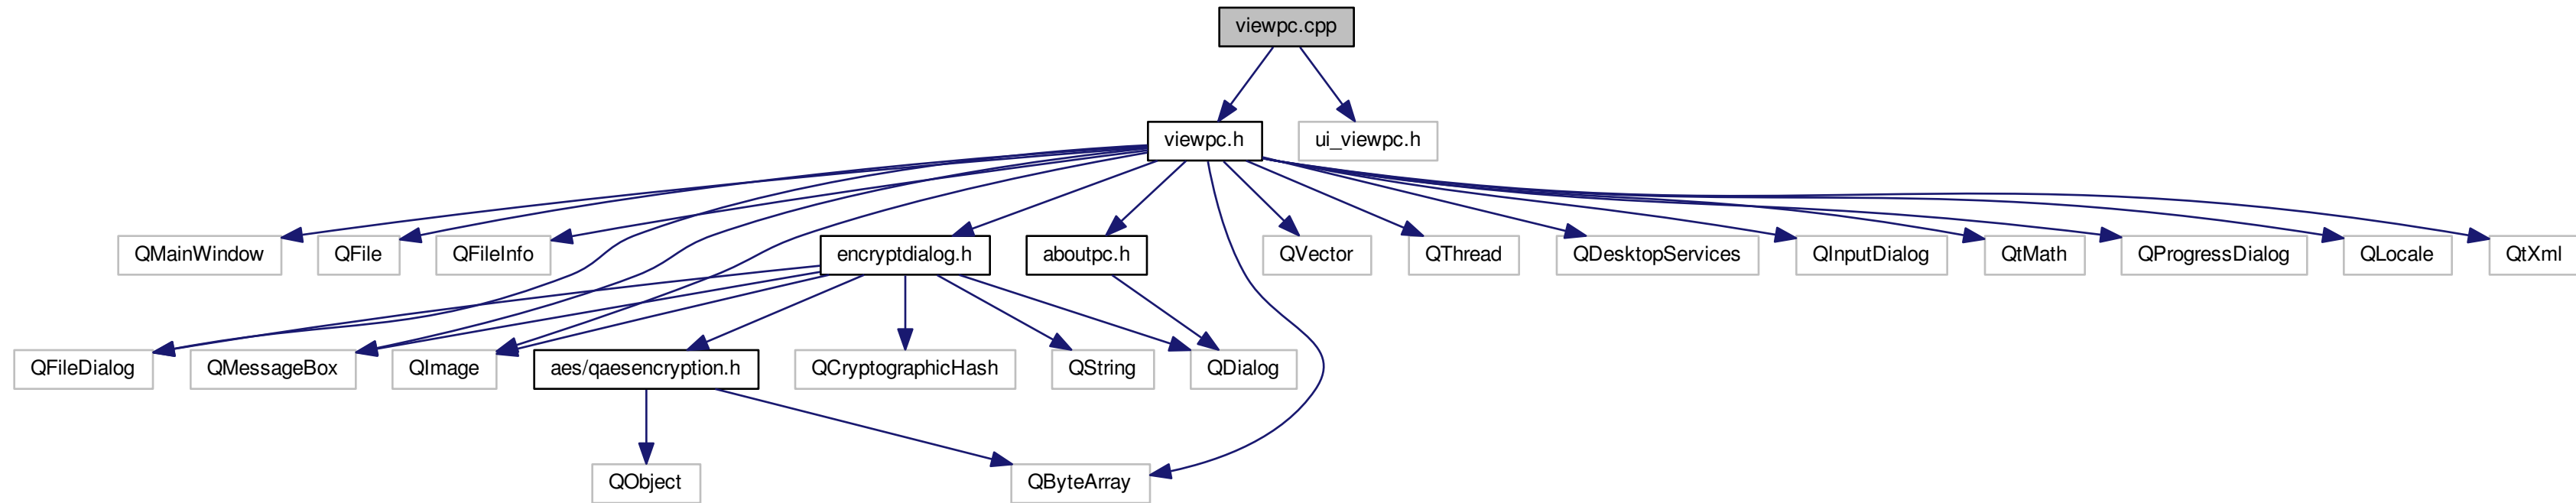 viewpc.cpp
viewpc.h
ui_viewpc.h
QMainWindow
QFile
QFileInfo
encryptdialog.h
aboutpc.h
QVector
QThread
QDesktopServices
QInputDialog
QtMath
QProgressDialog
QLocale
QtXml
QFileDialog
QMessageBox
QImage
aes/qaesencryption.h
QCryptographicHash
QString
QDialog
QObject
QByteArray